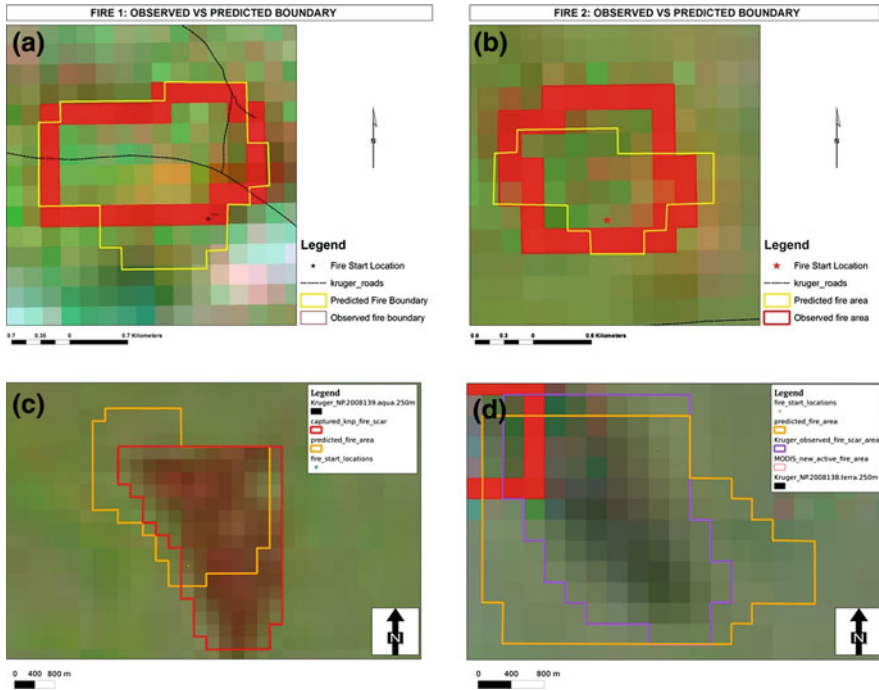 FIRE 1: OBSERVED VS PREDICTED BOUNDARY
(a)
N
Legend
Fire Start Location
kruger_roads
Predicted Fire Boundary
Observed fire boundary
0.7 0.35 0 0.7 Kilometers
FIRE 2: OBSERVED VS PREDICTED BOUNDARY
(b)
N
Legend
Fire Start Location
kruger_roads
Predicted fire area
Observed fire area
0.6 0.3 0 0.6 Kilometers
(c)
Legend
Kruger_NP.2008139.aqua.250m
captured_knp_fire_scar
predicted_fire_area
fire_start_locations
N
0 400 800 m
(d)
Legend
fire_start_locations
predicted_fire_area
Kruger_observed_fire_scar_area
MODIS_new_active_fire_area
Kruger_NP.2008138.terra.250m
N
0 400 800 m